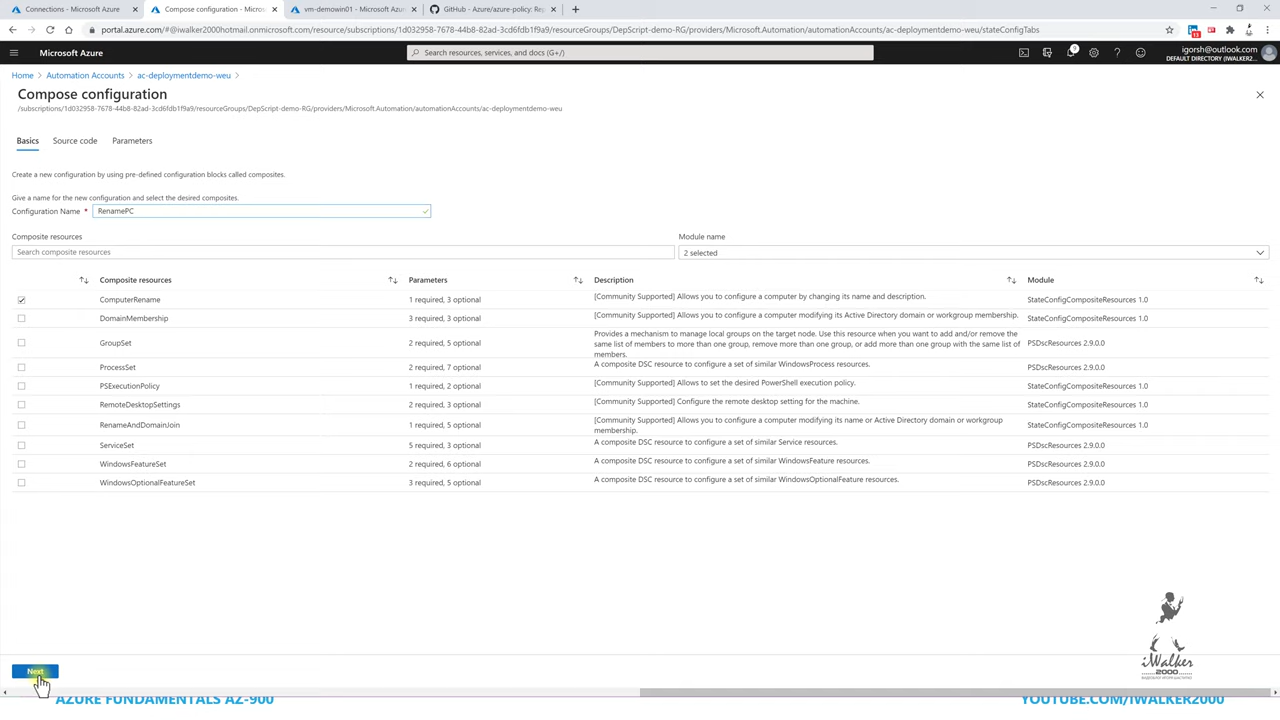 Connections - Microsoft Azure
Compose configuration - Micros
vm-demowin01 - Microsoft Azur
GitHub - Azure/azure-policy: Rep
portal.azure.com/#@iwalker2000hotmail.onmicrosoft.com/resource/subscriptions/1d032958-7678-44b8-82ad-3cd6fdb1f9a9/resourceGroups/DepScript-demo-RG/providers/Microsoft.Automation/automationAccounts/ac-deploymentdemo-weu/stateConfigTabs
Microsoft Azure
Search resources, services, and docs (G+/)
igorsh@outlook.com
DEFAULT DIRECTORY (IWALKER2...
Home > Automation Accounts > ac-deploymentdemo-weu >
Compose configuration
/subscriptions/1d032958-7678-44b8-82ad-3cd6fdb1f9a9/resourceGroups/DepScript-demo-RG/providers/Microsoft.Automation/automationAccounts/ac-deploymentdemo-weu
Basics Source code Parameters
Create a new configuration by using pre-defined configuration blocks called composites.
Give a name for the new configuration and select the desired composites.
Configuration Name * RenamePC
Composite resources Module name
Search composite resources 2 selected
Composite resources Parameters Description Module
ComputerRename 1 required, 3 optional [Community Supported] Allows you to configure a computer by changing its name and description. StateConfigCompositeResources 1.0
DomainMembership 3 required, 3 optional [Community Supported] Allows you to configure a computer modifying its Active Directory domain or workgroup membership. StateConfigCompositeResources 1.0
GroupSet 2 required, 5 optional Provides a mechanism to manage local groups on the target node. Use this resource when you want to add and/or remove the PSDscResources 2.9.0.0
same list of members to more than one group, remove more than one group, or add more than one group with the same list of
members.
ProcessSet 2 required, 7 optional A composite DSC resource to configure a set of similar WindowsProcess resources. PSDscResources 2.9.0.0
PSExecutionPolicy 1 required, 2 optional [Community Supported] Allows to set the desired PowerShell execution policy. StateConfigCompositeResources 1.0
RemoteDesktopSettings 2 required, 3 optional [Community Supported] Configure the remote desktop setting for the machine. StateConfigCompositeResources 1.0
RenameAndDomainJoin 1 required, 5 optional [Community Supported] Allows you to configure a computer modifying its name or Active Directory domain or workgroup StateConfigCompositeResources 1.0
membership.
ServiceSet 5 required, 3 optional A composite DSC resource to configure a set of similar Service resources. PSDscResources 2.9.0.0
WindowsFeatureSet 2 required, 6 optional A composite DSC resource to configure a set of similar WindowsFeature resources. PSDscResources 2.9.0.0
WindowsOptionalFeatureSet 3 required, 5 optional A composite DSC resource to configure a set of similar WindowsOptionalFeature resources. PSDscResources 2.9.0.0
iWalker
2000
Next
AZURE FUNDAMENTALS AZ-900 YOUTUBE.COM/IWALKER2000